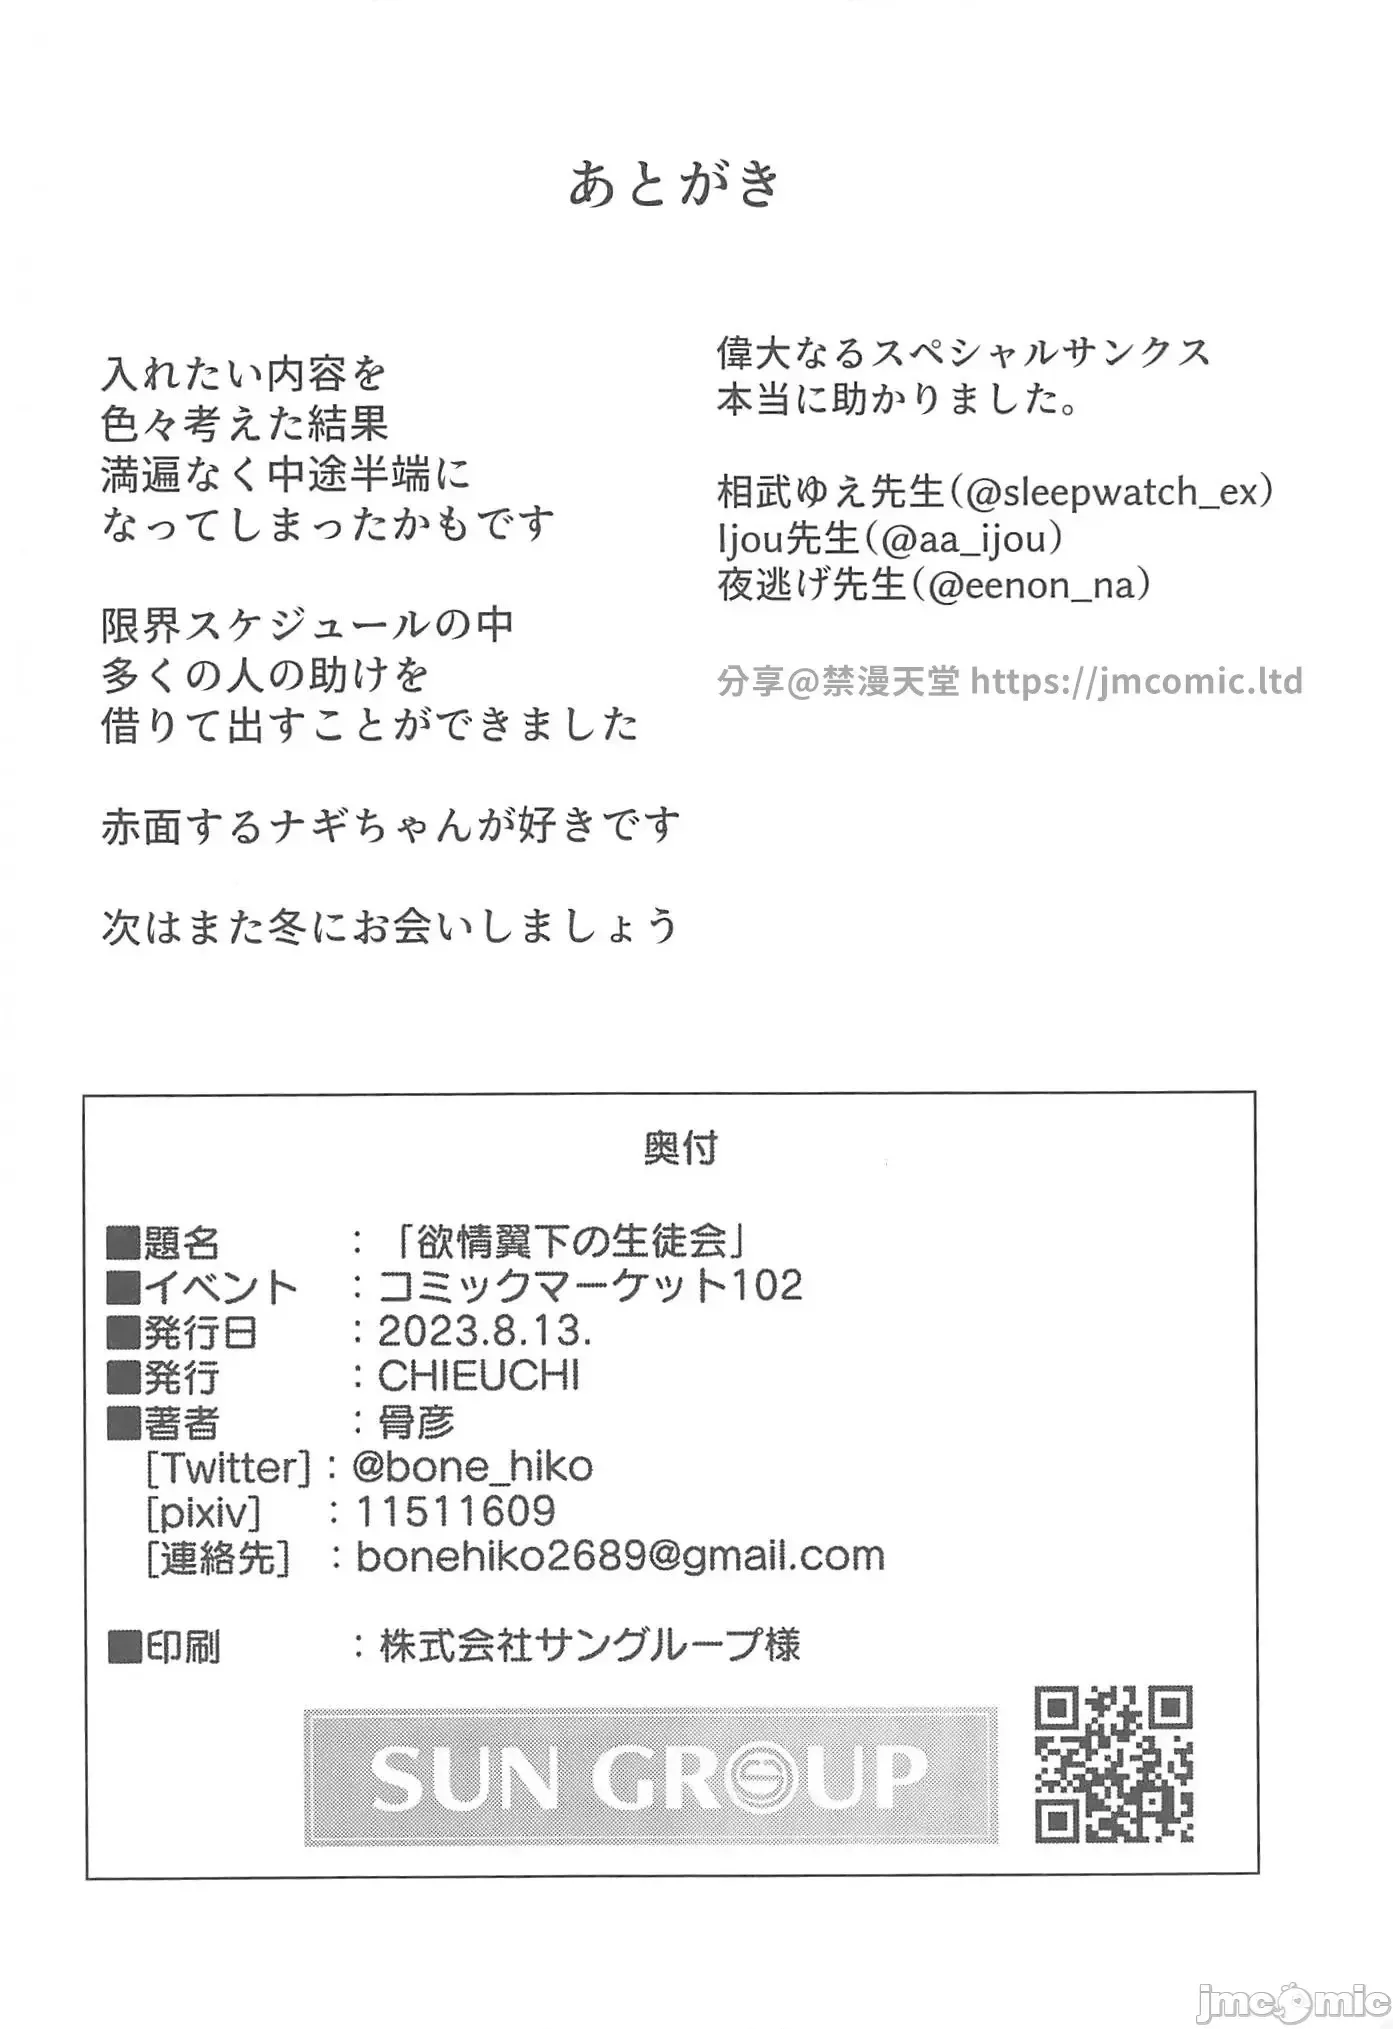 あとがき
入れたい内容を
色々考えた結果
満遍なく中途半端に
なってしまったかもです
限界スケジュールの中
多くの人の助けを
借りて出すことができました
赤面するナギちゃんが好きです
次はまた冬にお会いしましょう
偉大なるスペシャルサンクス
本当に助かりました。
相武ゆえ先生(@sleepwatch_ex)
Ijou先生(@aa_ijou)
夜逃げ先生(@eenon_na)
分享@禁漫天堂 https://jmcomic.ltd
奥付
■題名 : 「欲情翼下の生徒会」
■イベント : コミックマーケット102
■発行日 : 2023.8.13.
■発行 : CHIEUCHI
■著者 : 骨彦
[Twitter] : @bone_hiko
[pixiv] : 11511609
[連絡先] : bonehiko2689@gmail.com
■印刷 : 株式会社サングループ様
SUN GROUP
jmcomic